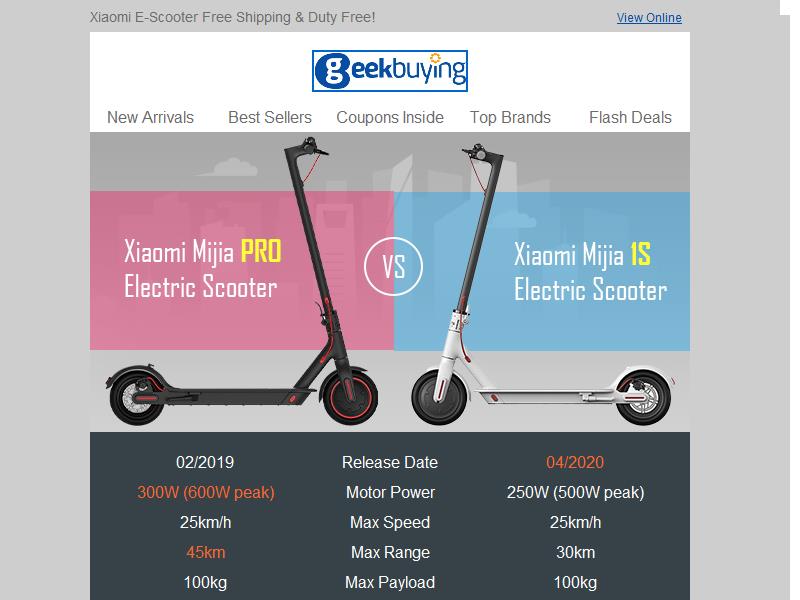 Xiaomi E-Scooter Free Shipping & Duty Free!
View Online
geekbuying
New Arrivals Best Sellers Coupons Inside Top Brands Flash Deals
Xiaomi Mijia PRO
Electric Scooter
VS
Xiaomi Mijia 1S
Electric Scooter
02/2019 Release Date 04/2020
300W (600W peak) Motor Power 250W (500W peak)
25km/h Max Speed 25km/h
45km Max Range 30km
100kg Max Payload 100kg